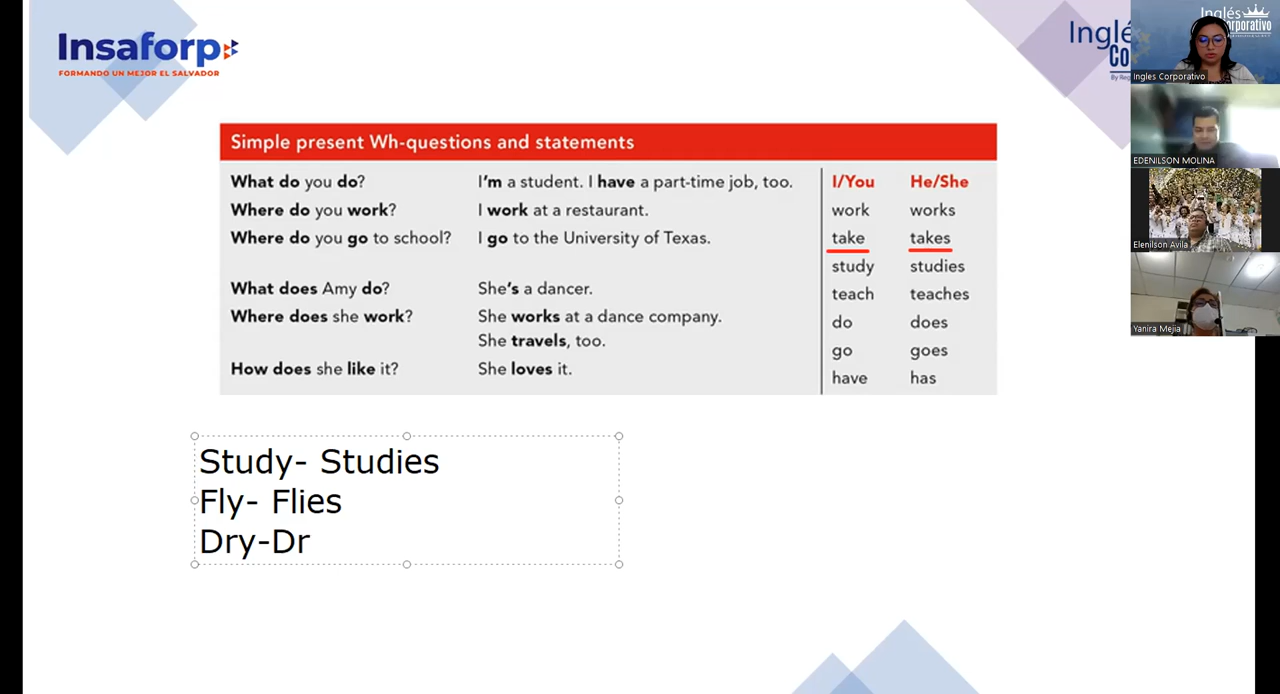 Insaforp
FORMANDO UN MEJOR EL SALVADOR
Simple present Wh-questions and statements
What do you do? I'm a student. I have a part-time job, too.
Where do you work? I work at a restaurant.
Where do you go to school? I go to the University of Texas.
What does Amy do? She's a dancer.
Where does she work? She works at a dance company.
She travels, too.
How does she like it? She loves it.
I/You He/She
work works
take takes
study studies
teach teaches
do does
go goes
have has
Study- Studies
Fly- Flies
Dry-Dr
Inglé
Co
By Reg
Inglés
Ingles Corporativo
EDENILSON MOLINA
Elenilson Avila
Yanira Mejia